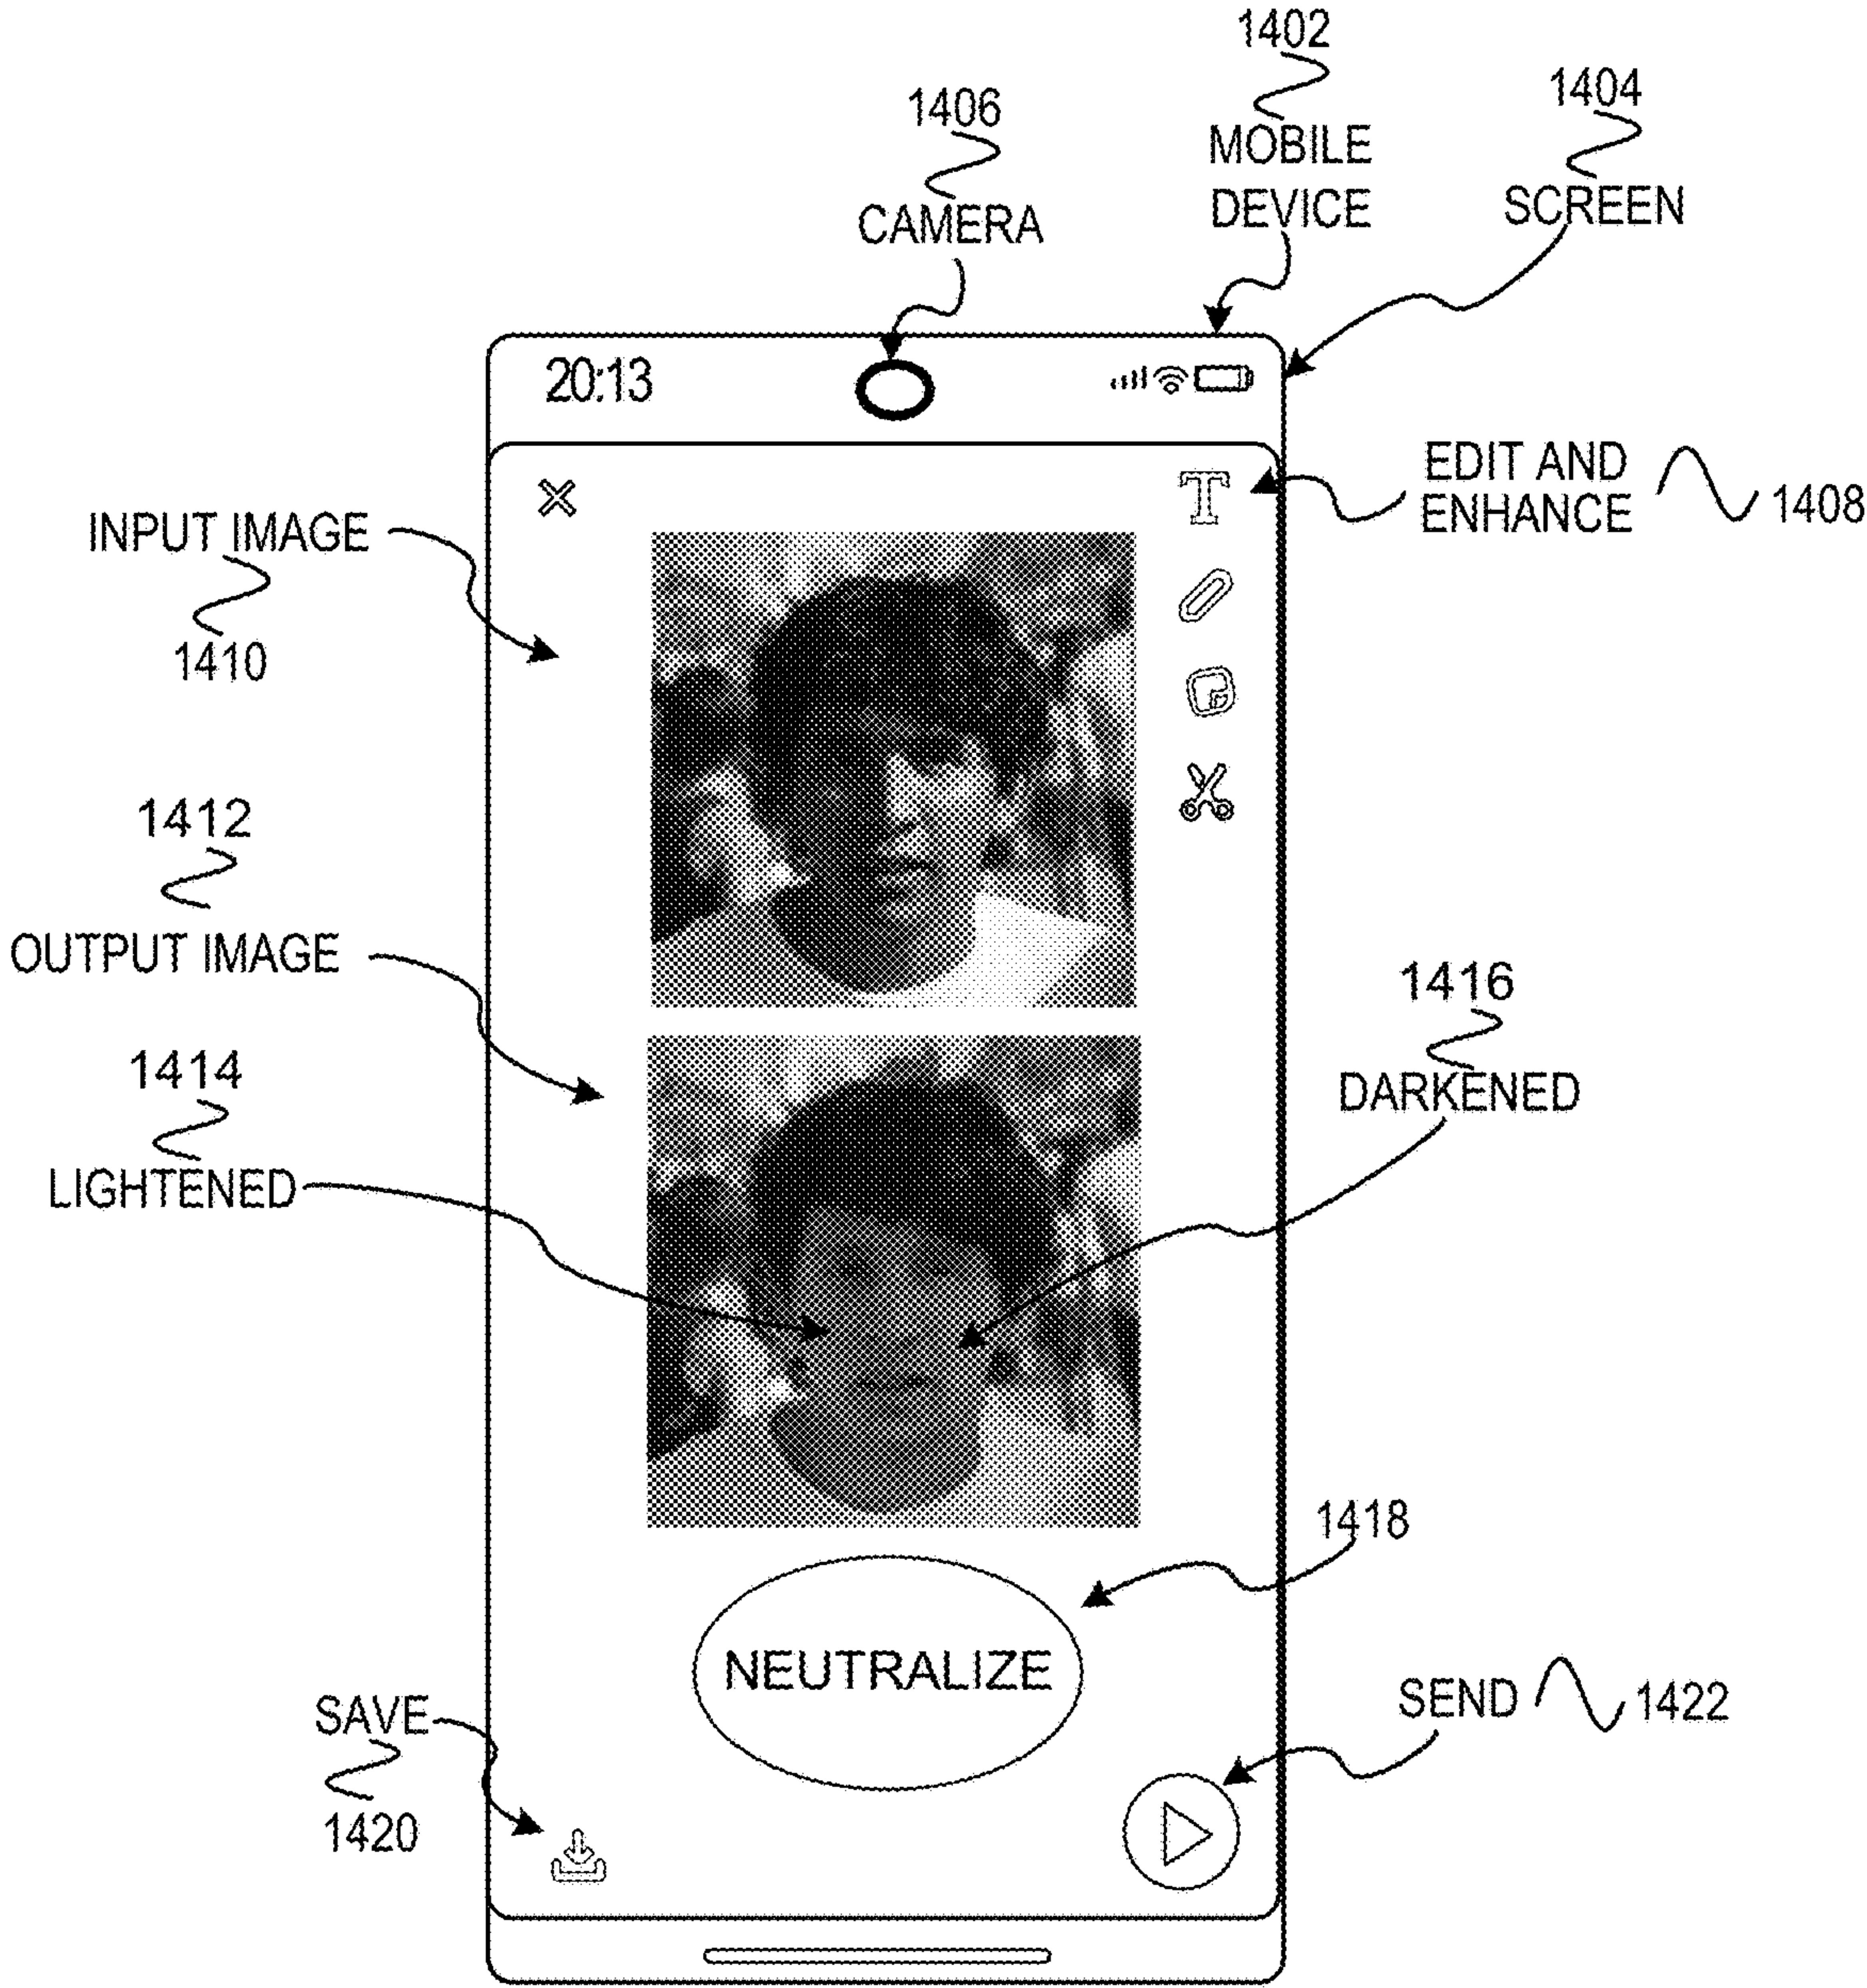 1402
MOBILE
DEVICE
1404
SCREEN
1406
CAMERA
20:13
T
EDIT AND
ENHANCE
1408
INPUT IMAGE
1410
1412
OUTPUT IMAGE
1414
LIGHTENED
1416
DARKENED
1418
NEUTRALIZE
SAVE
1420
SEND
1422